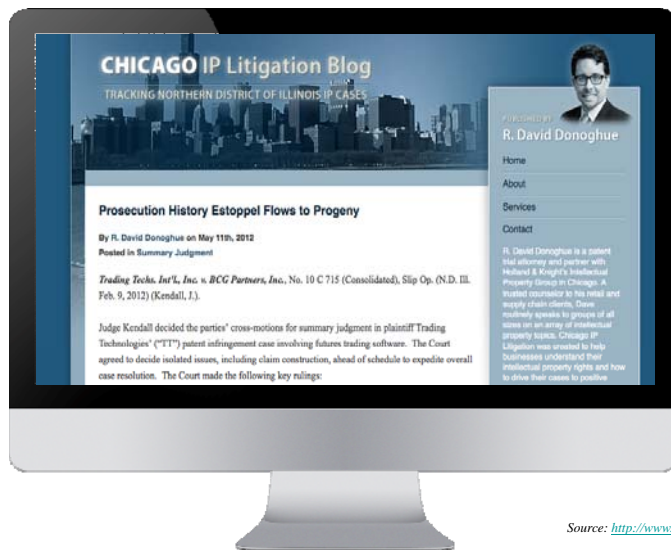 CHICAGO IP Litigation Blog
TRACKING NORTHERN DISTRICT OF ILLINOIS IP CASES
PUBLISHED BY
R. David Donoghue
Home
About
Services
Contact
R. David Donoghue is a patent
trial attorney and partner with
Holland & Knight's Intellectual
Property Group in Chicago. A
trusted counselor to his retail and
supply chain clients, Dave
routinely speaks to groups of all
sizes on an array of intellectual
property topics. Chicago IP
Litigation was created to help
businesses understand their
intellectual property rights and how
to drive their cases to positive
Prosecution History Estoppel Flows to Progeny
By R. David Donoghue on May 11th, 2012
Posted in Summary Judgment
Trading Techs. Int'l, Inc. v. BCG Partners, Inc., No. 10 C 715 (Consolidated), Slip Op. (N.D. Ill.
Feb. 9, 2012) (Kendall, J.).
Judge Kendall decided the parties' cross-motions for summary judgment in plaintiff Trading
Technologies' ("TT") patent infringement case involving futures trading software. The Court
agreed to decide isolated issues, including claim construction, ahead of schedule to expedite overall
case resolution. The Court made the following key rulings:
Source: http://www.